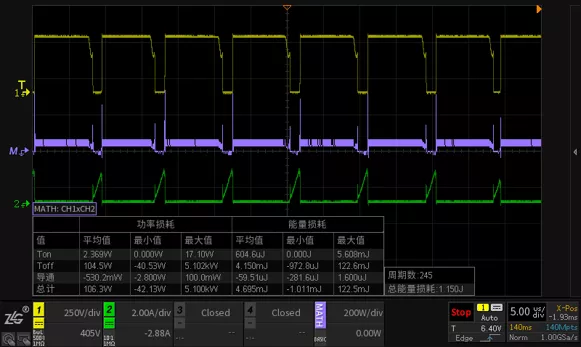 T
1
M
2
MATH: CH1xCH2
功率损耗 能量损耗
值 平均值 最小值 最大值 平均值 最小值 最大值
Ton 2.369W 0.000W 17.10W 604.6uJ 0.000J 5.608mJ
Toff 104.5W -40.53W 5.102kW 4.150mJ -972.8uJ 122.6mJ
导通 -530.2mW -2.800W 100.0mW -59.51uJ -281.6uJ 1.600uJ
总计 106.3W -42.13W 5.100kW 4.695mJ -1.011mJ 122.5mJ
周期数:245
总能量损耗:1.150J
ZLG
1 250V/div 405V
2 2.00A/div -2.88A
3 Closed --
4 Closed --
MATH 200W/div 0.00W
Stop 1 Auto
T 6.40V
Edge
5.00 us/div
X-Pos
-1.93ms
140ms 140Mpts
Norm 1.00GSa/s